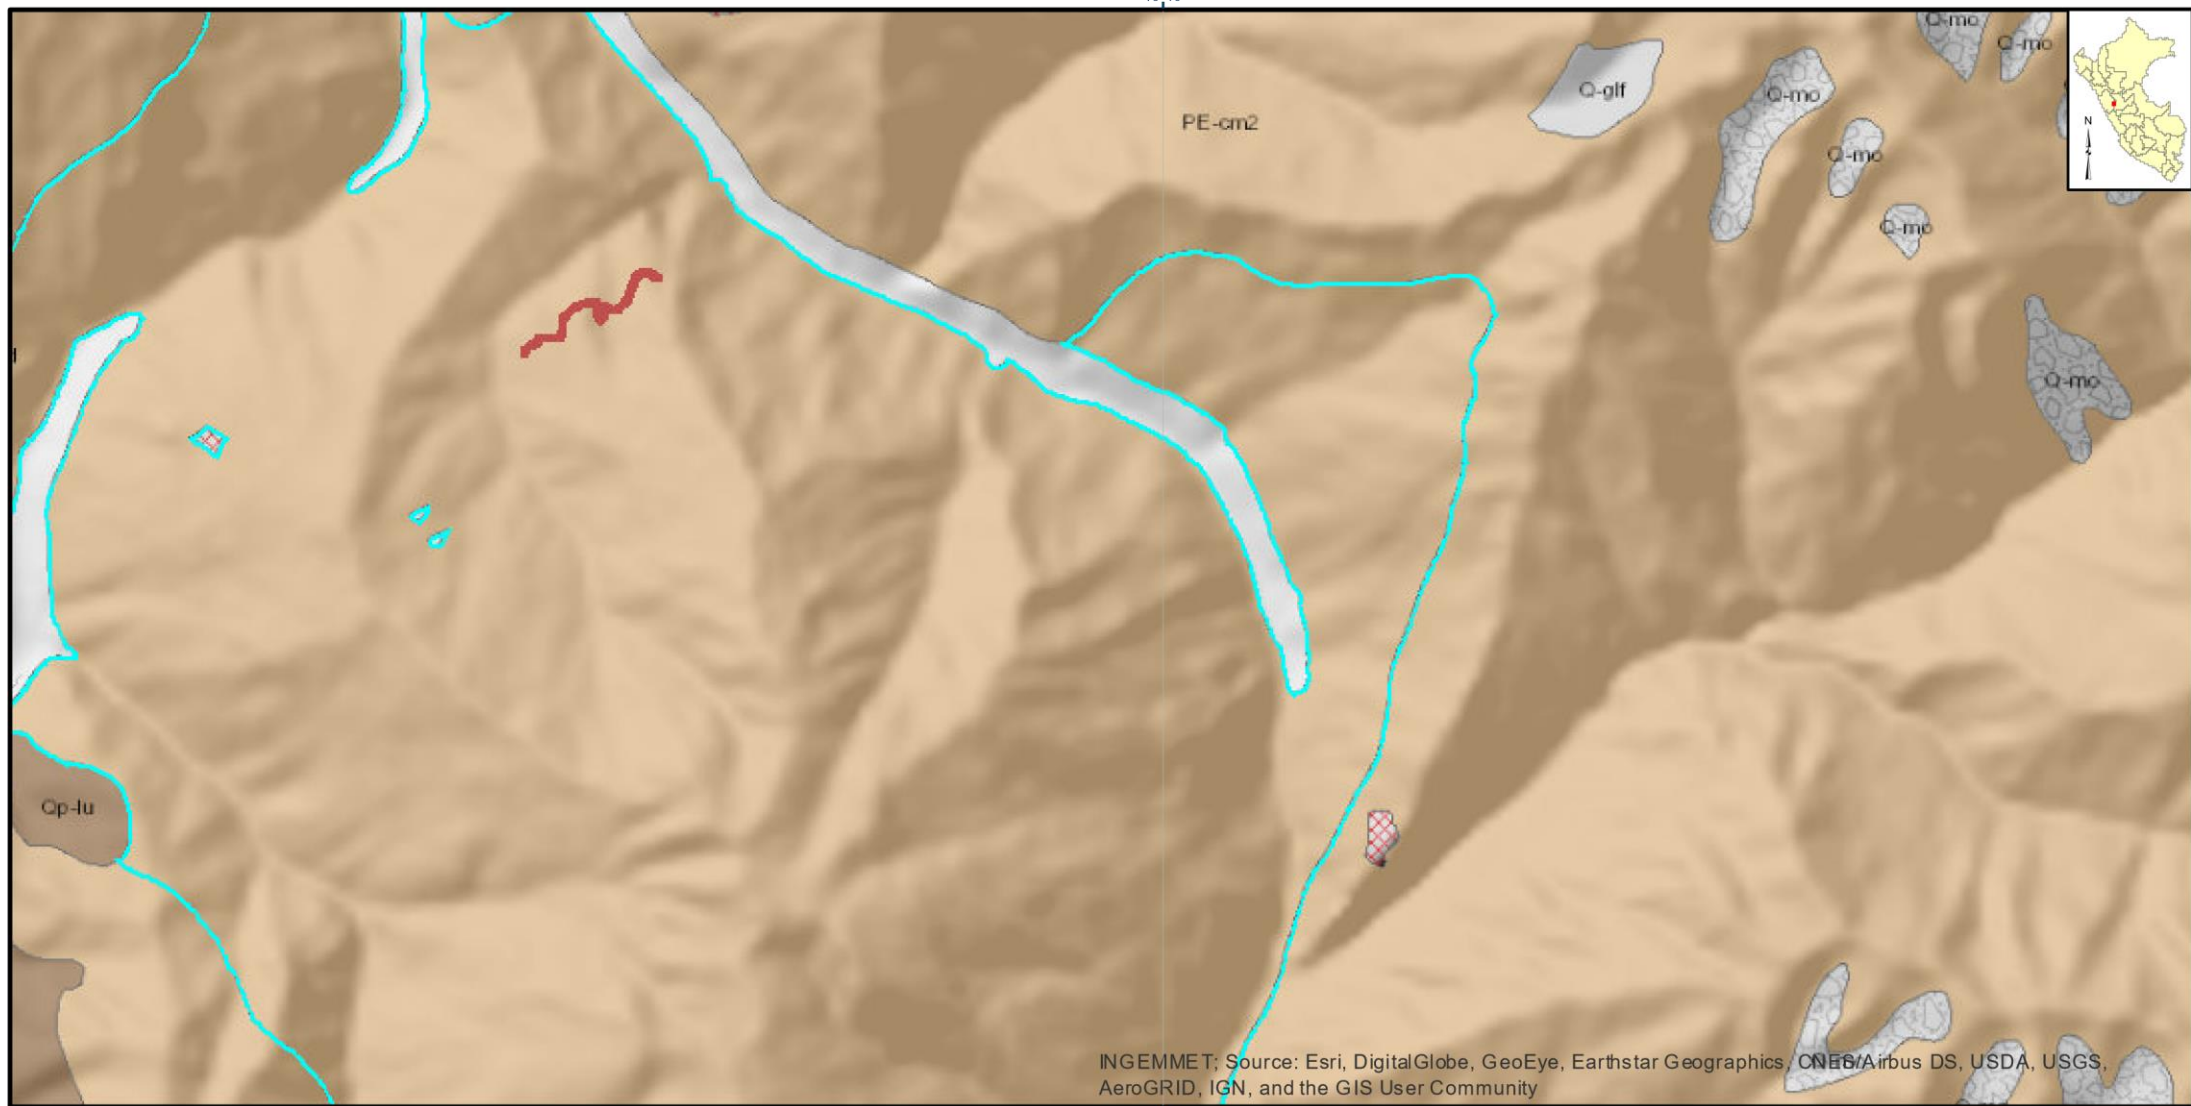 Q-mo
Q-mo
Q-glf
Q-mo
PE-cm2
N
Q-mo
Q-mo
Q-mo
Qp-lu
INGEMMET; Source: Esri, DigitalGlobe, GeoEye, Earthstar Geographics, CNES/Airbus DS, USDA, USGS,
AeroGRID, IGN, and the GIS User Community